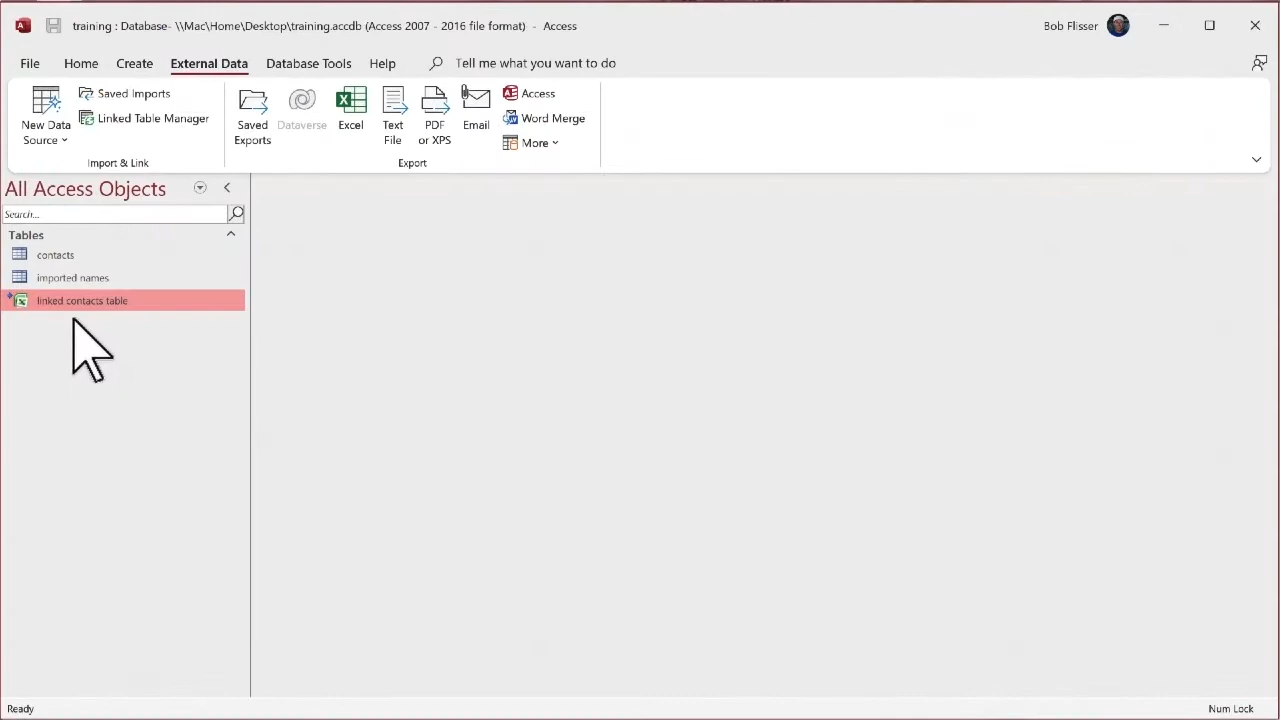 training : Database- \\Mac\Home\Desktop\training.accdb (Access 2007 - 2016 file format) - Access
Bob Flisser
File Home Create External Data Database Tools Help Tell me what you want to do
New Data Source
Saved Imports
Linked Table Manager
Import & Link
Saved Exports
Dataverse
Excel
Text File
PDF or XPS
Email
Access
Word Merge
More
Export
All Access Objects
Search...
Tables
contacts
imported names
linked contacts table
Ready
Num Lock